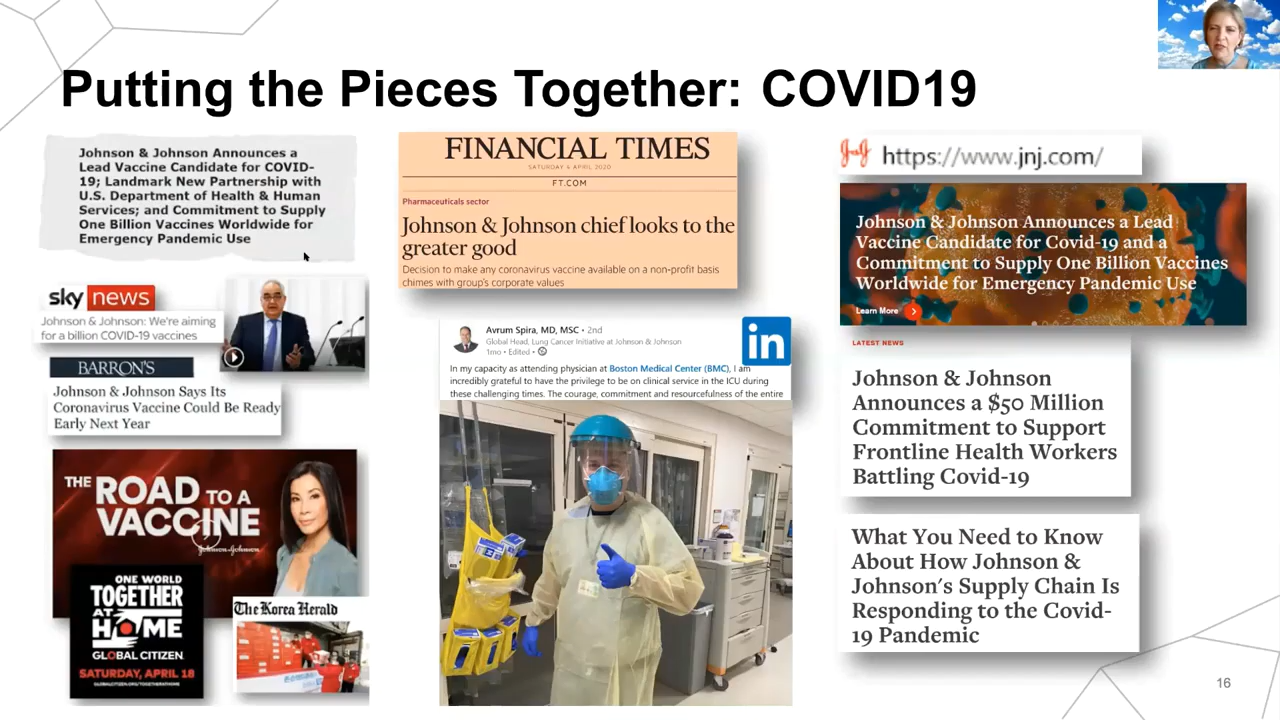 Putting the Pieces Together: COVID19
Johnson & Johnson Announces a
Lead Vaccine Candidate for COVID-
19; Landmark New Partnership with
U.S. Department of Health & Human
Services; and Commitment to Supply
One Billion Vaccines Worldwide for
Emergency Pandemic Use
sky news
Johnson & Johnson: We're aiming
for a billion COVID-19 vaccines
BARRON'S
Johnson & Johnson Says Its
Coronavirus Vaccine Could Be Ready
Early Next Year
THE ROAD TO A
VACCINE
Johnson&Johnson
ONE WORLD
TOGETHER
AT HOME
GLOBAL CITIZEN.
SATURDAY, APRIL 18
GLOBALCITIZEN.ORG/TOGETHERATHOME
The Korea Herald
FINANCIAL TIMES
SATURDAY 4 APRIL 2020
FT.COM
Pharmaceuticals sector
Johnson & Johnson chief looks to the
greater good
Decision to make any coronavirus vaccine available on a non-profit basis
chimes with group's corporate values
Avrum Spira, MD, MSC • 2nd
Global Head, Lung Cancer Initiative at Johnson & Johnson
1mo • Edited •
in
In my capacity as attending physician at Boston Medical Center (BMC), I am
incredibly grateful to have the privilege to be on clinical service in the ICU during
these challenging times. The courage, commitment and resourcefulness of the entire
J&J https://www.jnj.com/
Johnson & Johnson Announces a Lead
Vaccine Candidate for Covid-19 and a
Commitment to Supply One Billion Vaccines
Worldwide for Emergency Pandemic Use
Learn More
LATEST NEWS
Johnson & Johnson
Announces a $50 Million
Commitment to Support
Frontline Health Workers
Battling Covid-19
What You Need to Know
About How Johnson &
Johnson's Supply Chain Is
Responding to the Covid-
19 Pandemic
16